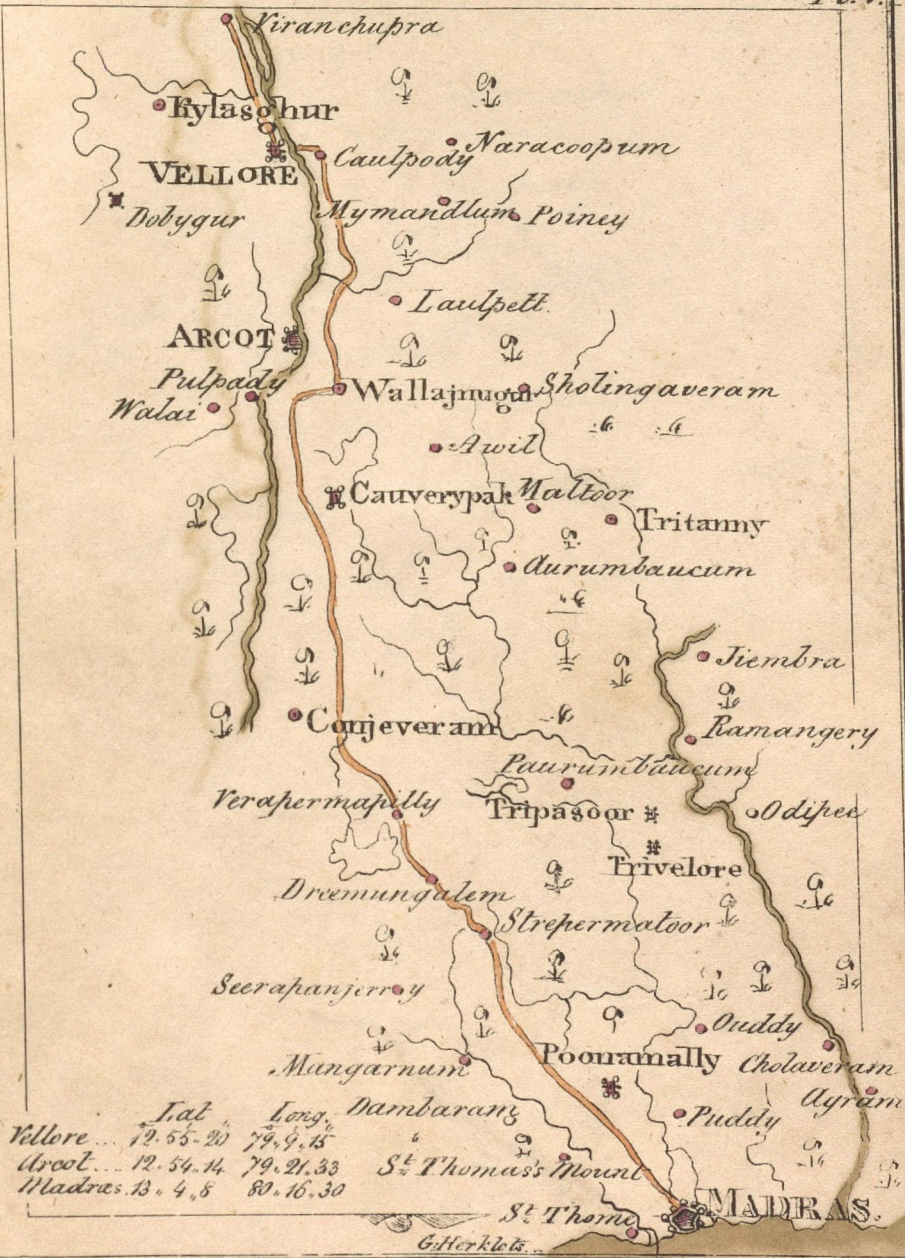 Viranchupra
Kylasghur
Naracoopum
Caulpody
VELLORE
Mymandlum
Poiney
Dobygur
Laulpett.
ARCOT
Pulpady
Wallajnugur
Sholingaveram
Walai
Awil
Cauverypak
Maltoor
Tritanny
Aurumbaucum
Jiembra
Conjeveram
Ramangery
Paurumbaucum
Verapermapilly
Tripasoor
Odipee
Trivelore
Dreemungalem
Strepermatoor
Seerapanjerry
Ouddy
Poonamally
Cholaveram
Mangarnum
Agram
Dambaram
Puddy
Lat „ Long „
Vellore... 12„55„20 79„9„15
Arcot... 12„54„14 79„21„33
Madras. 13„4„8 80„16„30
St Thomas's Mount
MADRAS.
St Thome
G. Herklots...